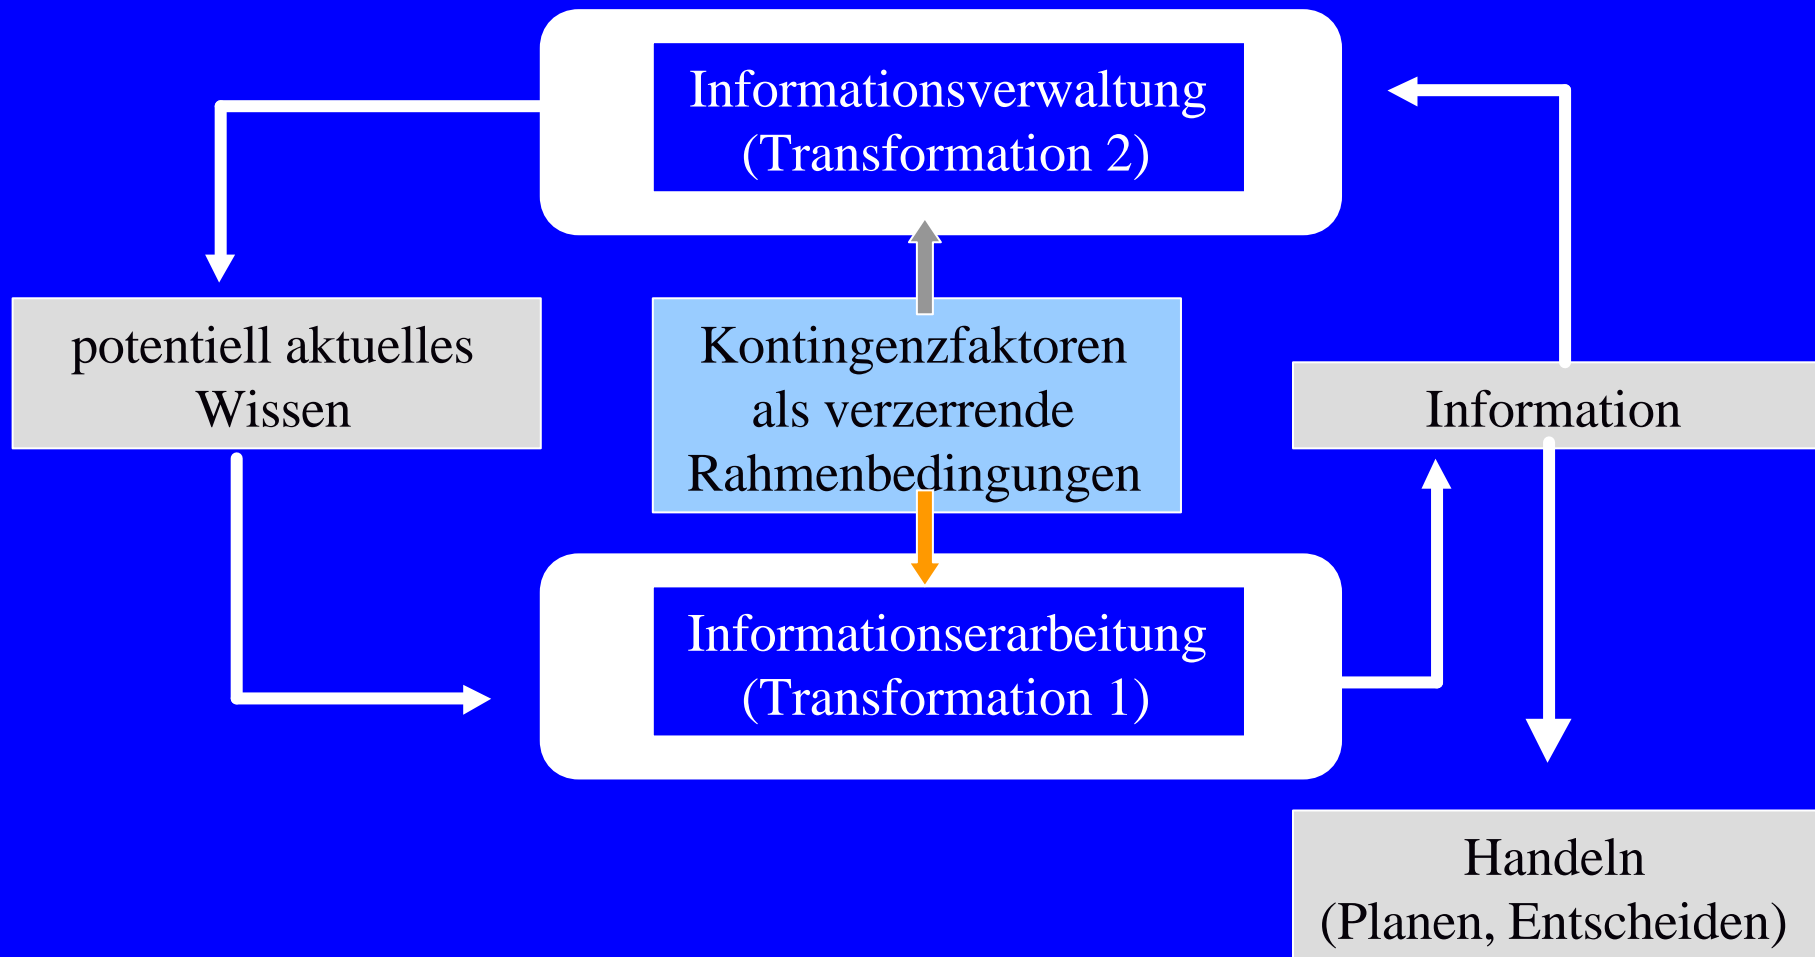 Informationsverwaltung
(Transformation 2)
potentiell aktuelles
Wissen
Kontingenzfaktoren
als verzerrende
Rahmenbedingungen
Information
Informationserarbeitung
(Transformation 1)
Handeln
(Planen, Entscheiden)